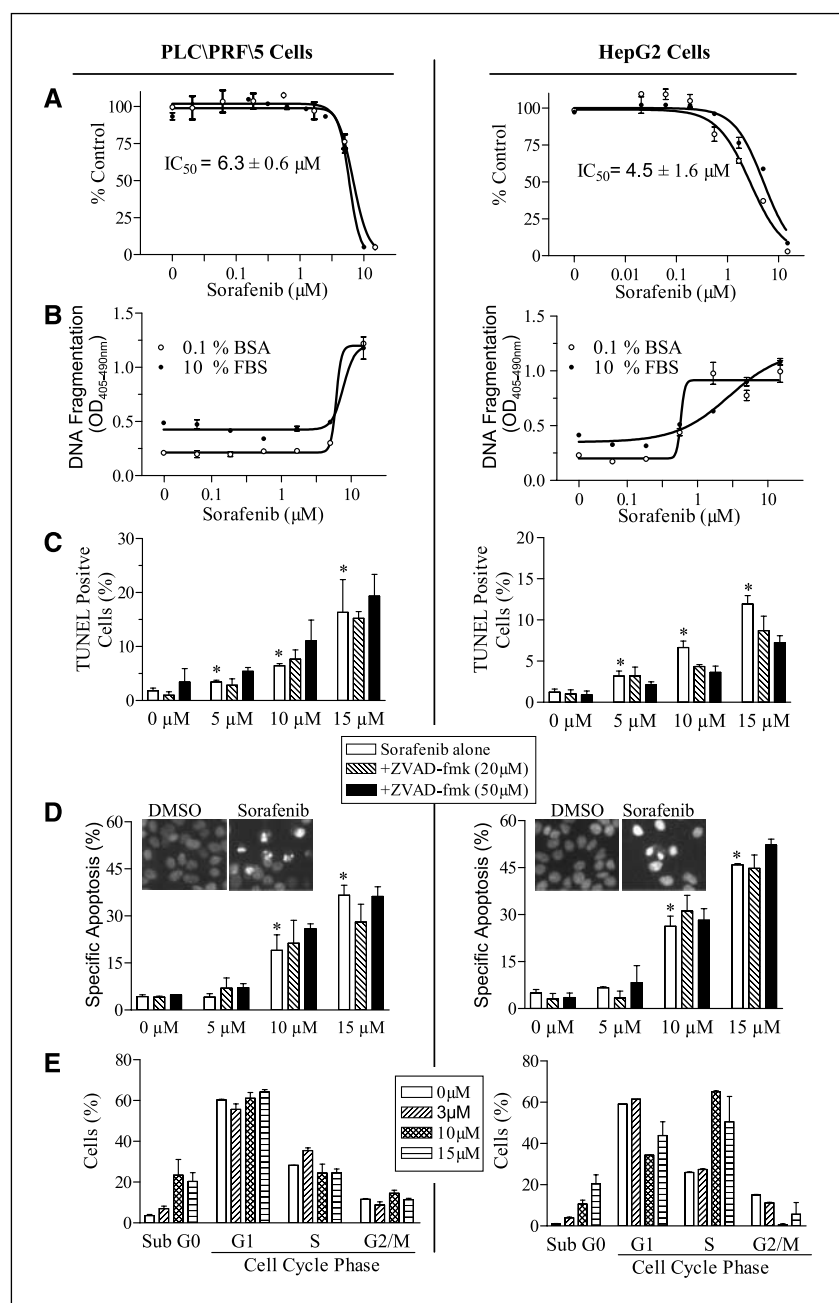 PLC\PRF\5 Cells
HepG2 Cells
A
100
75
50
25
0
% Control
IC50 = 6.3 ± 0.6 µM
0 0.1 1 10
Sorafenib (µM)
100
75
50
25
0
% Control
IC50= 4.5 ± 1.6 µM
0 0.01 0.1 1 10
Sorafenib (µM)
B
1.5
1.0
0.5
0.0
DNA Fragmentation
(OD405-490nm)
0.1 % BSA
10 % FBS
0 0.1 1 10
Sorafenib (µM)
1.5
1.0
0.5
0.0
DNA Fragmentation
(OD405-490nm)
0.1 % BSA
10 % FBS
0 0.1 1 10
Sorafenib (µM)
C
30
20
10
0
TUNEL Positve
Cells (%)
* * *
0 µM 5 µM 10 µM 15 µM
20
15
10
5
0
TUNEL Positve
Cells (%)
* * *
0 µM 5 µM 10 µM 15 µM
Sorafenib alone
+ZVAD-fmk (20µM)
+ZVAD-fmk (50µM)
D
60
45
30
15
0
Specific Apoptosis (%)
DMSO Sorafenib
* *
0 µM 5 µM 10 µM 15 µM
60
45
30
15
0
Specific Apoptosis (%)
DMSO Sorafenib
* *
0 µM 5 µM 10 µM 15 µM
E
80
60
40
20
0
Cells (%)
Sub G0 G1 S G2/M
Cell Cycle Phase
0µM
3µM
10µM
15µM
80
60
40
20
0
Cells (%)
Sub G0 G1 S G2/M
Cell Cycle Phase